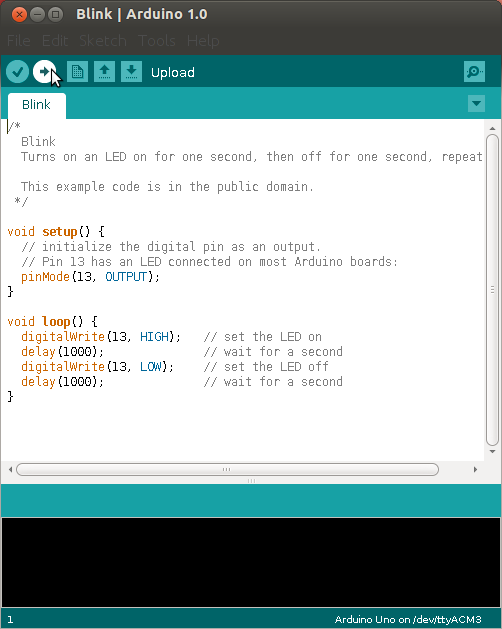 Blink | Arduino 1.0
File Edit Sketch Tools Help
Upload
Blink
/*
  Blink
  Turns on an LED on for one second, then off for one second, repeat
  This example code is in the public domain.
 */
void setup() {
  // initialize the digital pin as an output.
  // Pin 13 has an LED connected on most Arduino boards:
  pinMode(13, OUTPUT);
}
void loop() {
  digitalWrite(13, HIGH);   // set the LED on
  delay(1000);              // wait for a second
  digitalWrite(13, LOW);    // set the LED off
  delay(1000);              // wait for a second
}
1 Arduino Uno on /dev/ttyACM3